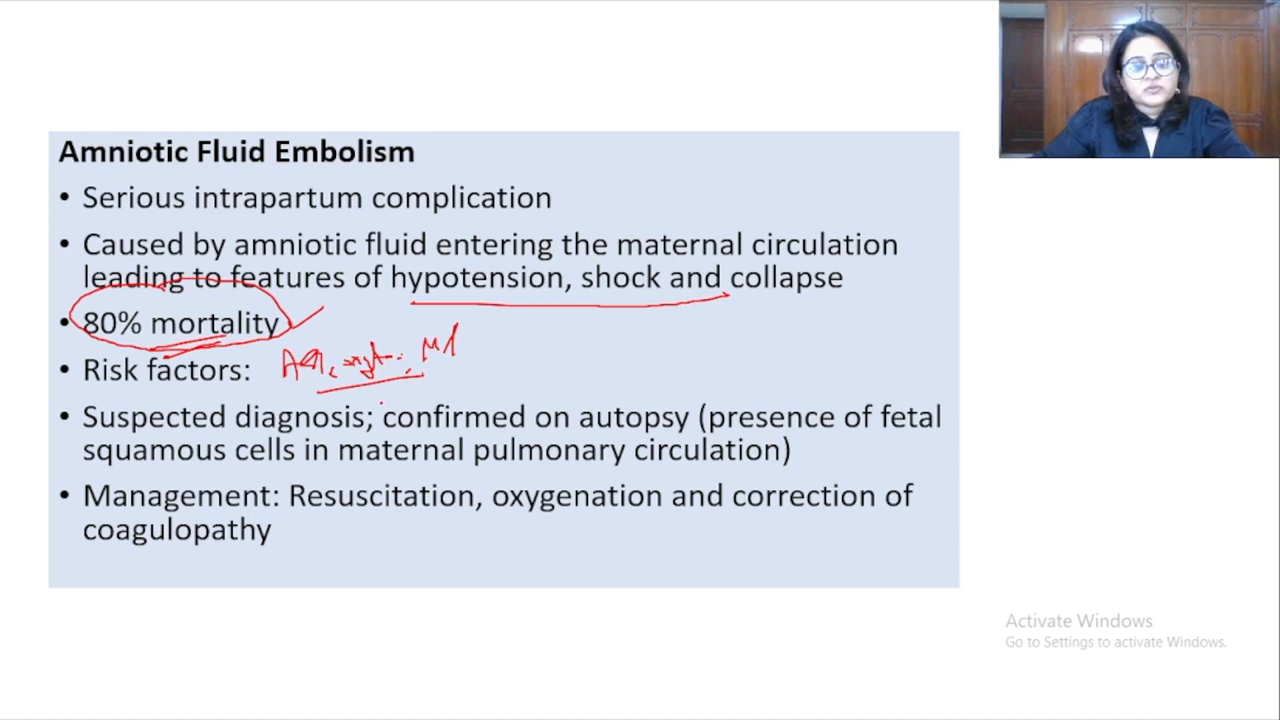 Amniotic Fluid Embolism
• Serious intrapartum complication
• Caused by amniotic fluid entering the maternal circulation
leading to features of hypotension, shock and collapse
• 80% mortality
• Risk factors:
• Suspected diagnosis; confirmed on autopsy (presence of fetal
squamous cells in maternal pulmonary circulation)
• Management: Resuscitation, oxygenation and correction of
coagulopathy
Activate Windows
Go to Settings to activate Windows.